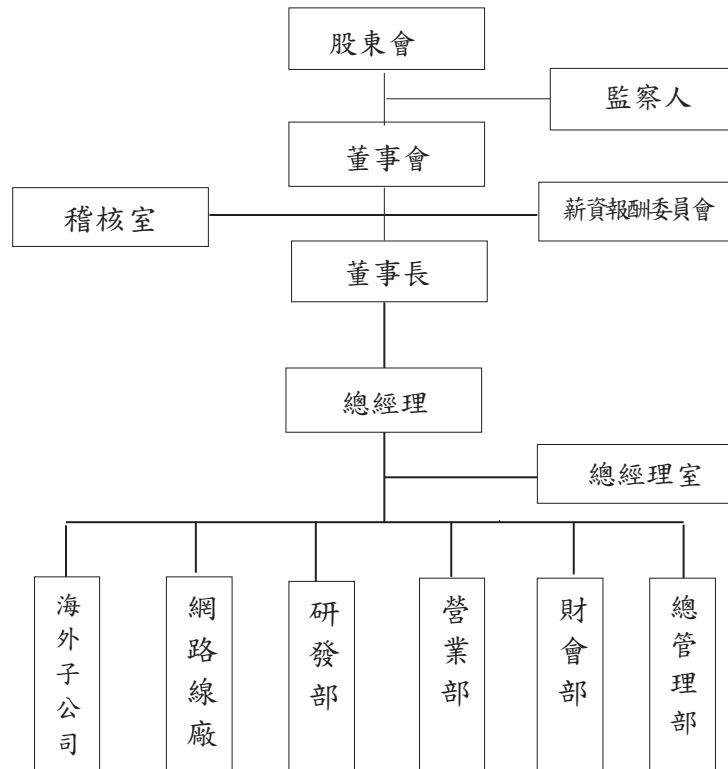 股東會
監察人
董事會
稽核室
薪資報酬委員會
董事長
總經理
總經理室
海外子公司
網路線廠
研發部
營業部
財會部
總管理部